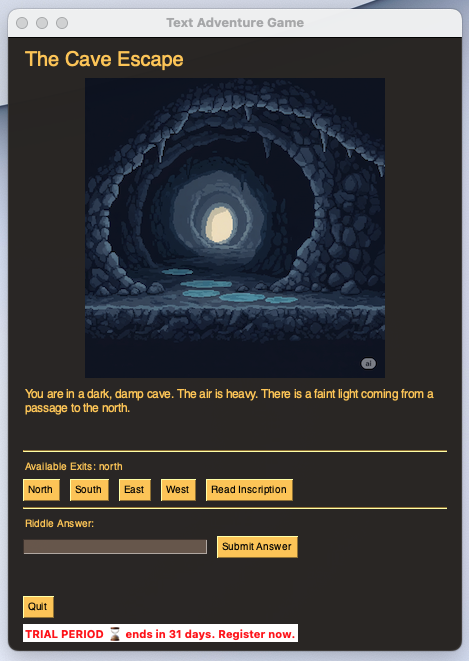 Text Adventure Game
The Cave Escape
ai
You are in a dark, damp cave. The air is heavy. There is a faint light coming from a
passage to the north.
Available Exits: north
North South East West Read Inscription
Riddle Answer:
Submit Answer
Quit
TRIAL PERIOD ⏳ ends in 31 days. Register now.